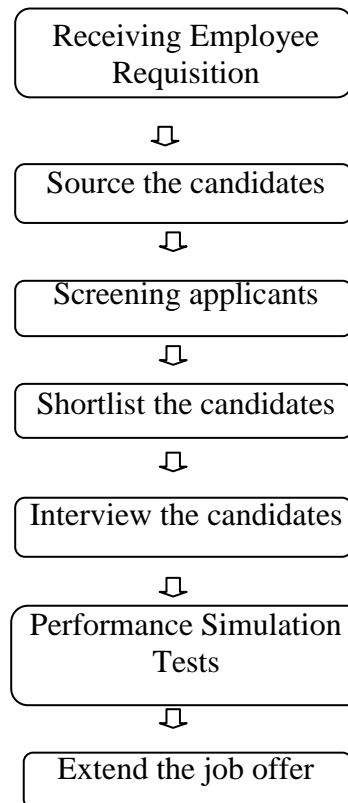 Receiving Employee
Requisition
Source the candidates
Screening applicants
Shortlist the candidates
Interview the candidates
Performance Simulation
Tests
Extend the job offer